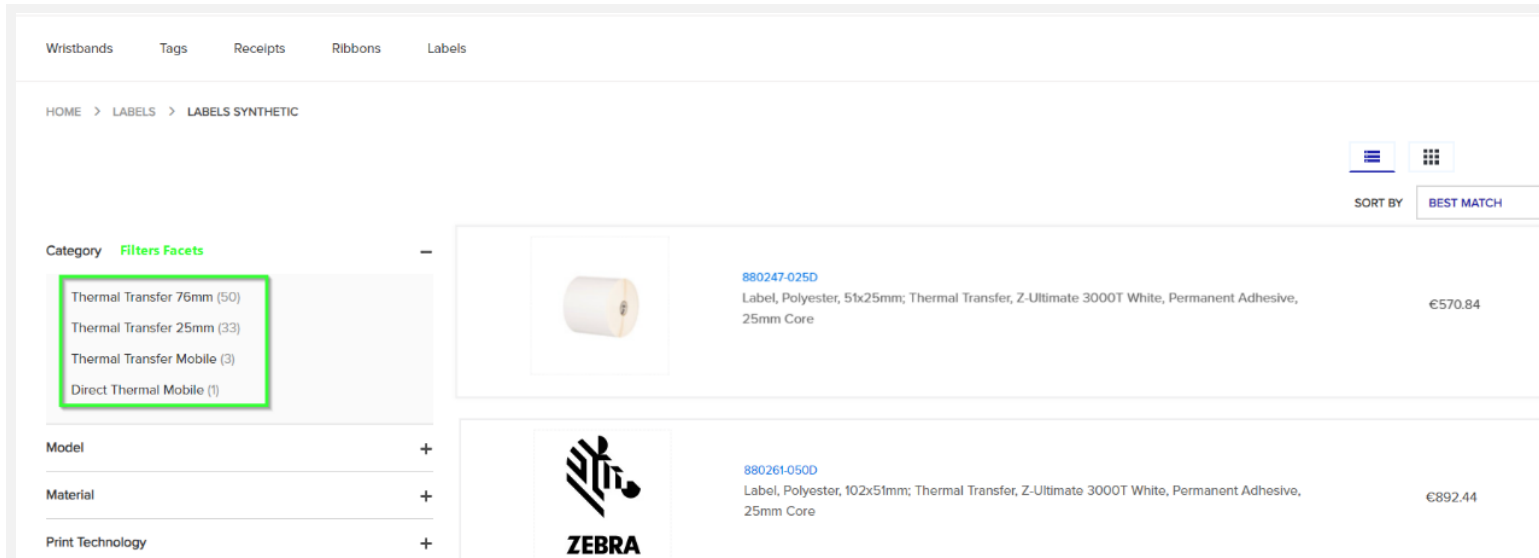 Wristbands Tags Receipts Ribbons Labels
HOME > LABELS > LABELS SYNTHETIC
SORT BY BEST MATCH
Category Filters Facets −
Thermal Transfer 76mm (50)
Thermal Transfer 25mm (33)
Thermal Transfer Mobile (3)
Direct Thermal Mobile (1)
Model +
Material +
Print Technology +
880247-025D
Label, Polyester, 51x25mm; Thermal Transfer, Z-Ultimate 3000T White, Permanent Adhesive,
25mm Core
€570.84
ZEBRA
880261-050D
Label, Polyester, 102x51mm; Thermal Transfer, Z-Ultimate 3000T White, Permanent Adhesive,
25mm Core
€892.44